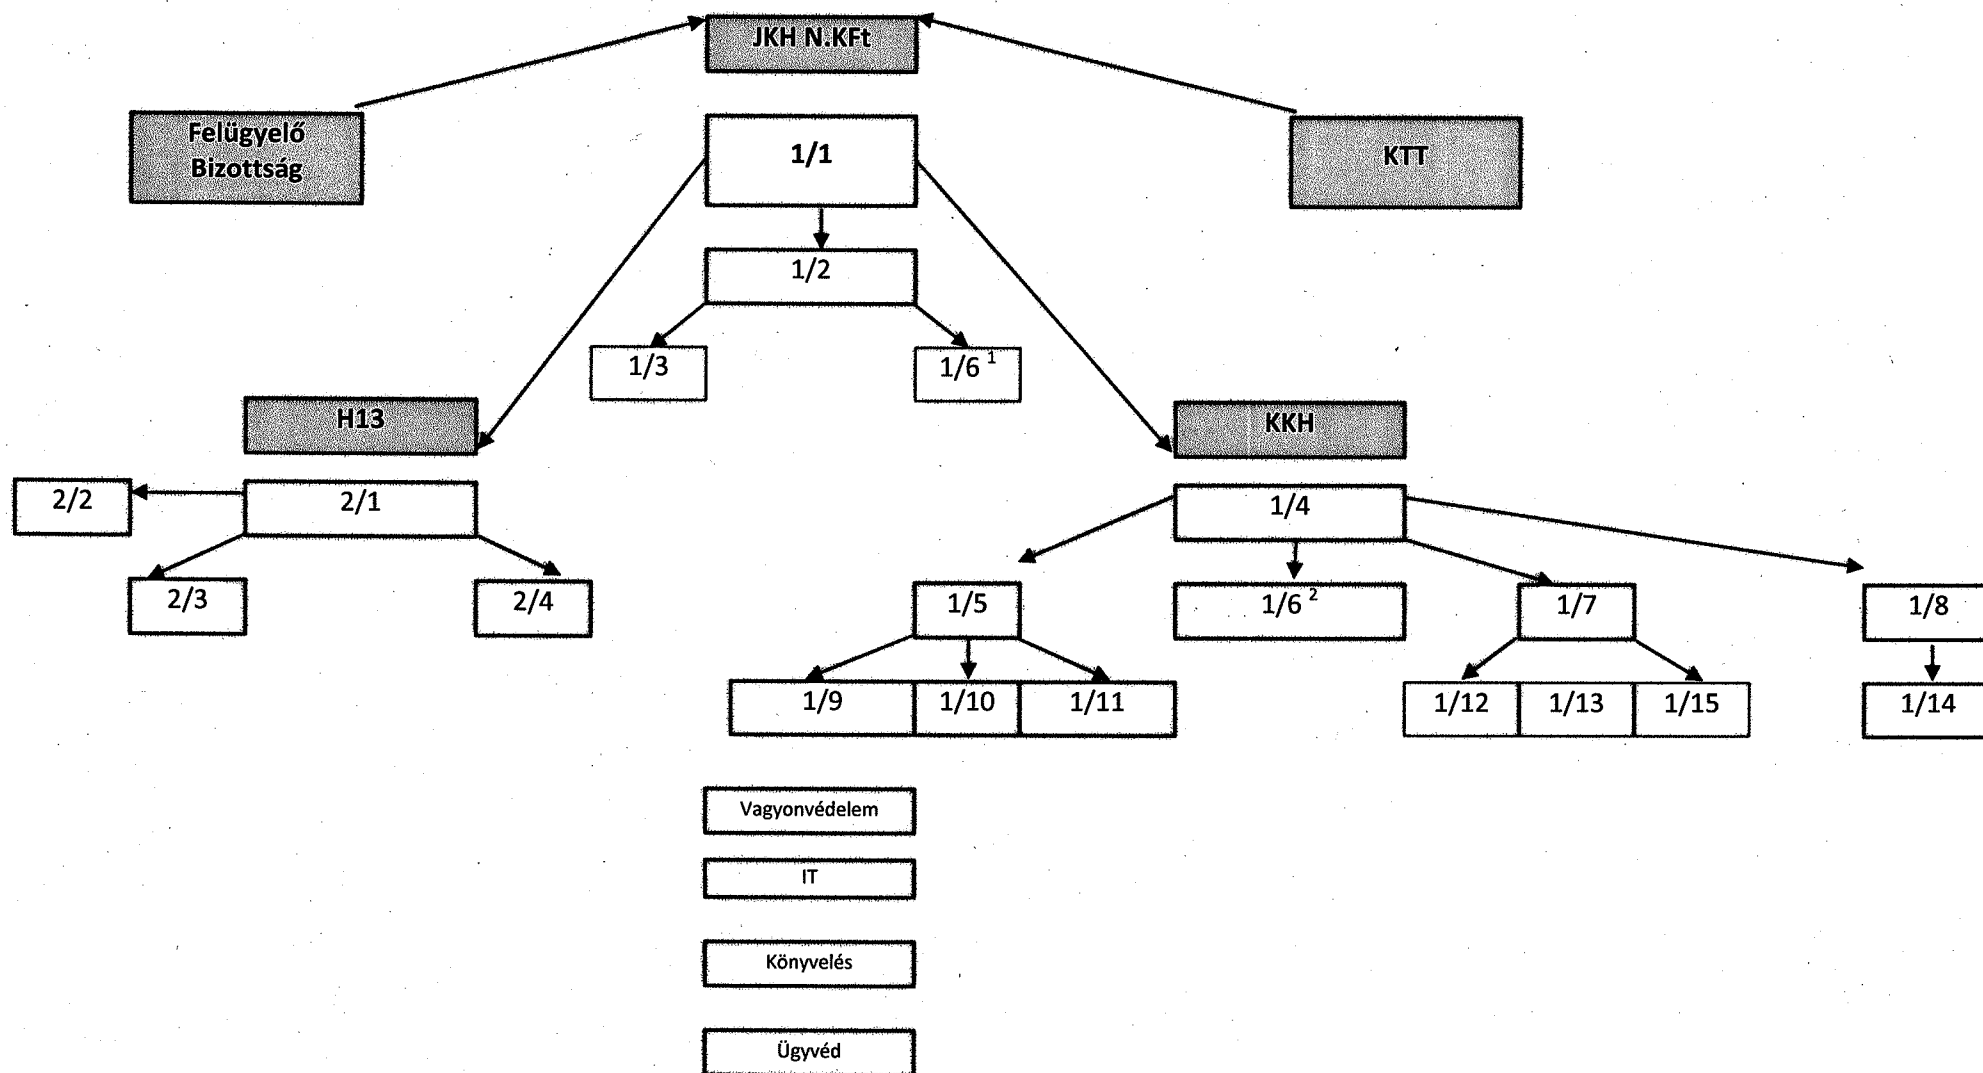 JKH N.KFt
Felügyelő
Bizottság
1/1
KTT
1/2
1/3
1/6 1
H13
KKH
2/2
2/1
1/4
2/3
2/4
1/5
1/6 2
1/7
1/8
1/9
1/10
1/11
1/12
1/13
1/15
1/14
Vagyonvédelem
IT
Könyvelés
Ügyvéd